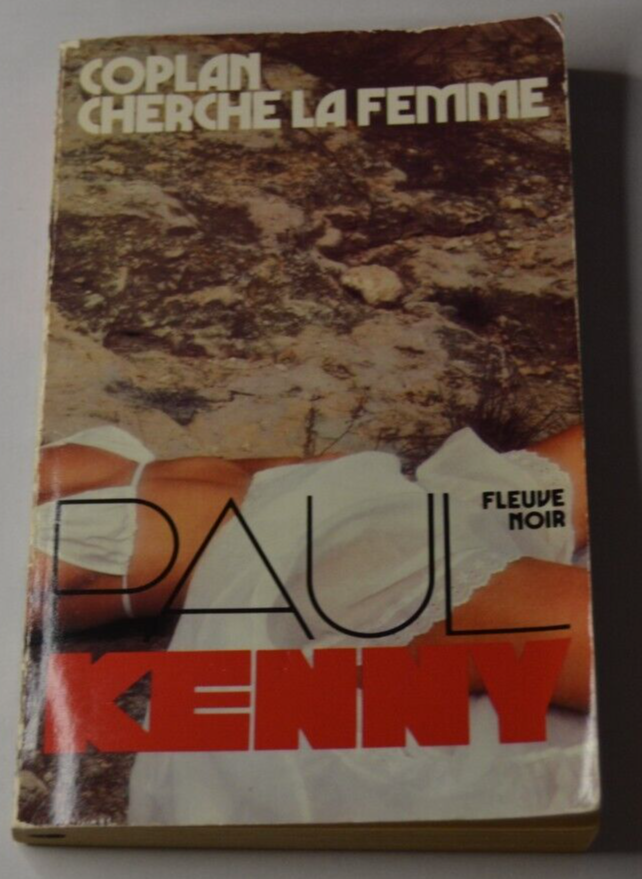 COPLAN
CHERCHE LA FEMME
FLEUVE
NOIR
PAUL
KENNY